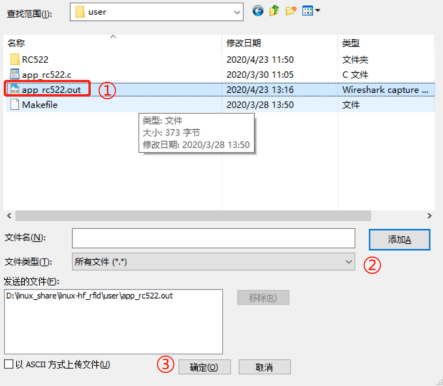 查找范围(I):
user
名称
修改日期
类型
RC522
2020/4/23 11:50
文件夹
app_rc522.c
2020/3/30 11:05
C 文件
app_rc522.out
①
2020/4/23 13:16
Wireshark capture ...
Makefile
2020/3/28 13:50
文件
类型: 文件
大小: 373 字节
修改日期: 2020/3/28 13:50
文件名(N):
添加A
文件类型(T):
所有文件 (*.*)
②
发送的文件(F):
D:\linux_share\linux-hf_rfid\user\app_rc522.out
移除(R)
以 ASCII 方式上传文件(U)
③
确定(O)
取消